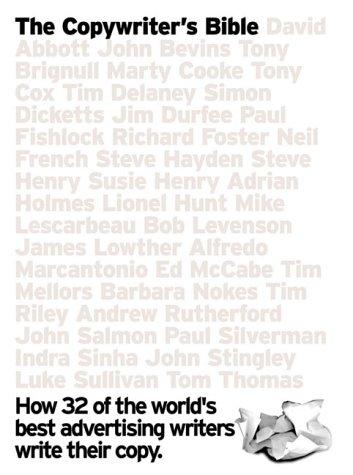 The Copywriter's Bible David
Abbott John Bevins Tony
Brignull Marty Cooke Tony
Cox Tim Delaney Simon
Dicketts Jim Durfee Paul
Fishlock Richard Foster Neil
French Steve Hayden Steve
Henry Susie Henry Adrian
Holmes Lionel Hunt Mike
Lescarbeau Bob Levenson
James Lowther Alfredo
Marcantonio Ed McCabe Tim
Mellors Barbara Nokes Tim
Riley Andrew Rutherford
John Salmon Paul Silverman
Indra Sinha John Stingley
Luke Sullivan Tom Thomas
How 32 of the world's
best advertising writers
write their copy.